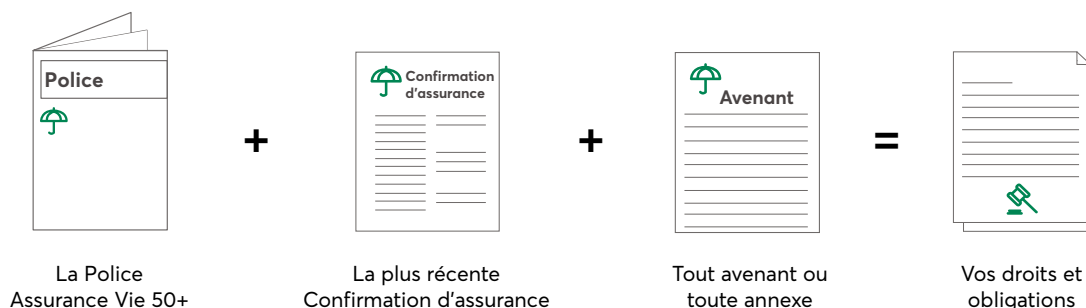 Police
Confirmation
d'assurance
Avenant
+
+
=
La Police
Assurance Vie 50+
La plus récente
Confirmation d'assurance
Tout avenant ou
toute annexe
Vos droits et
obligations